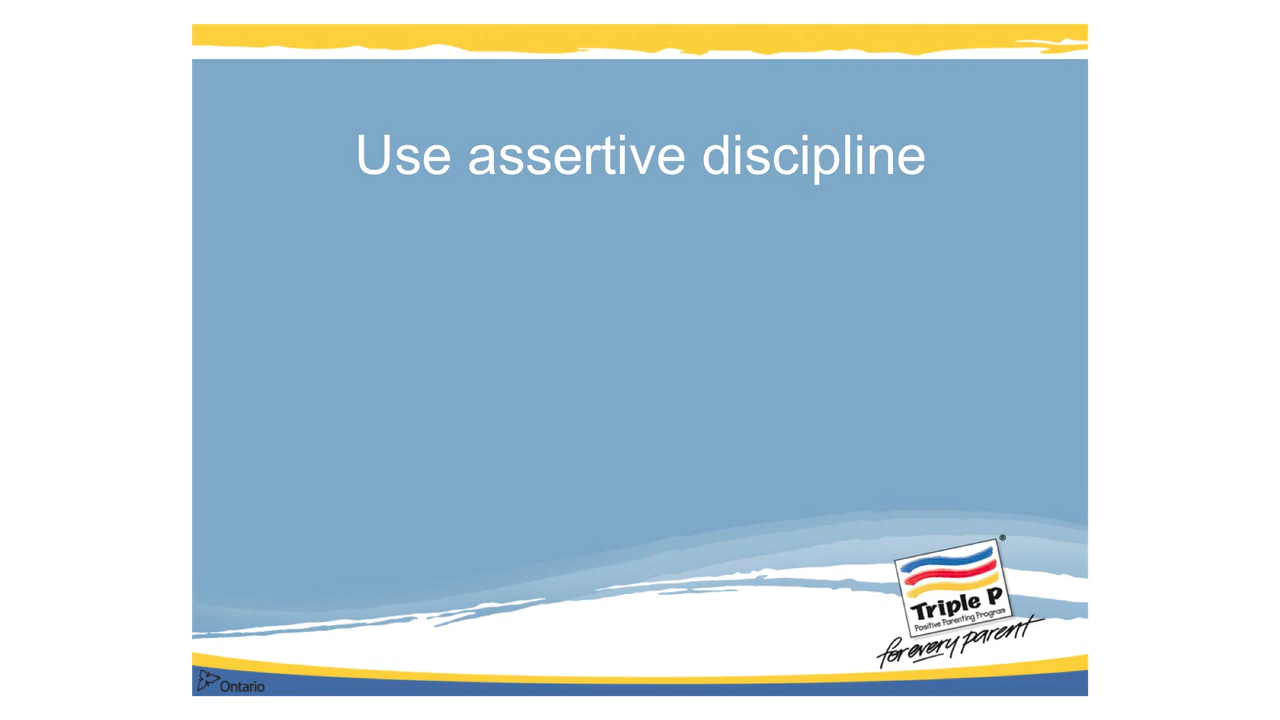 Use assertive discipline
®
Triple P
Positive Parenting Program
for every parent
Ontario